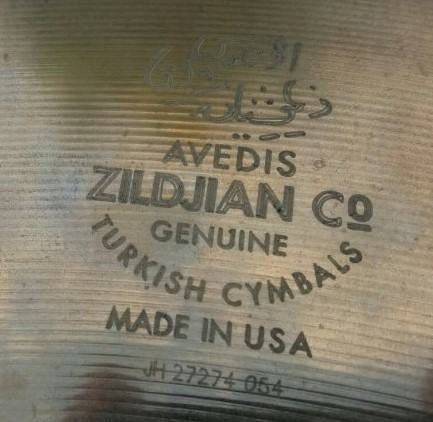 AVEDIS
ZILDJIAN Co
GENUINE
TURKISH CYMBALS
MADE IN USA
JH 27274 054